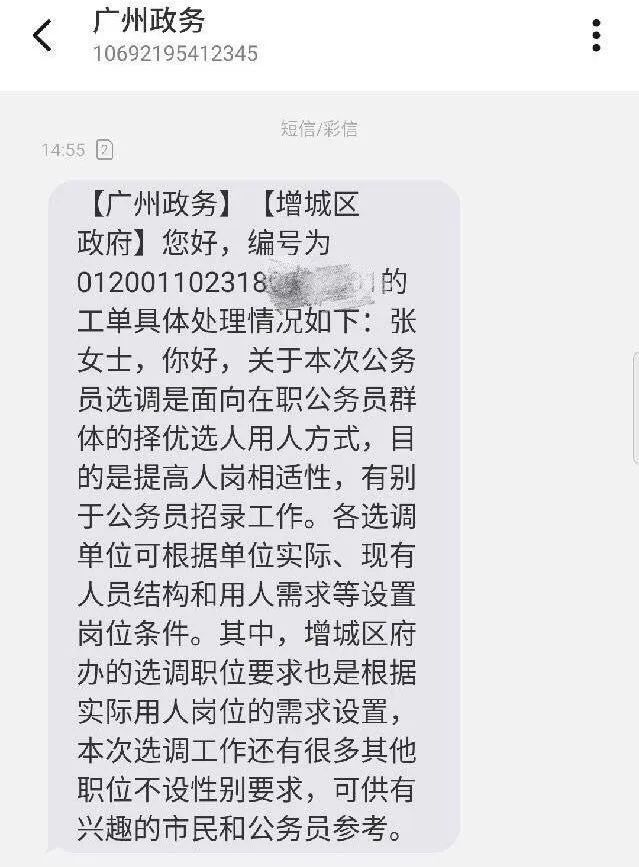 广州政务
10692195412345
短信/彩信
14:55 2
【广州政务】【增城区
政府】您好，编号为
01200110231801的
工单具体处理情况如下：张
女士，你好，关于本次公务
员选调是面向在职公务员群
体的择优选人用人方式，目
的是提高人岗相适性，有别
于公务员招录工作。各选调
单位可根据单位实际、现有
人员结构和用人需求等设置
岗位条件。其中，增城区府
办的选调职位要求也是根据
实际用人岗位的需求设置，
本次选调工作还有很多其他
职位不设性别要求，可供有
兴趣的市民和公务员参考。